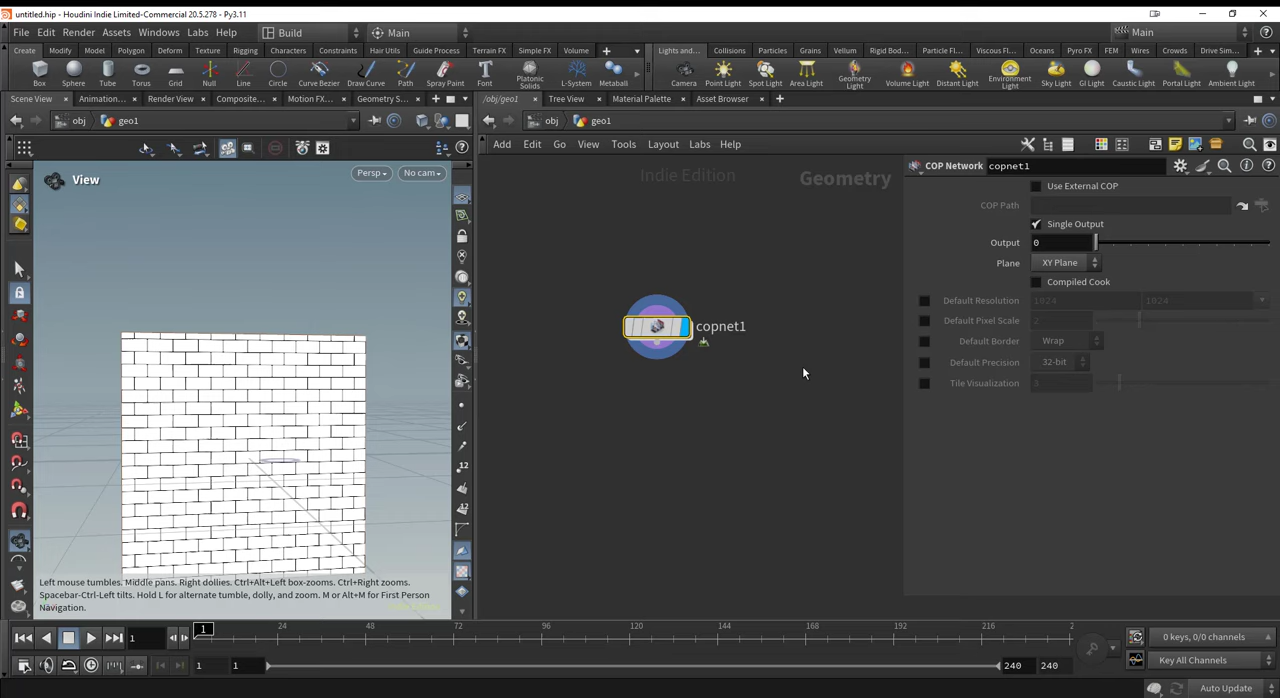 untitled.hip - Houdini Indie Limited-Commercial 20.5.278 - Py3.11
File Edit Render Assets Windows Labs Help Build Main Main
Create Modify Model Polygon Deform Texture Rigging Characters Constraints Hair Utils Guide Process Terrain FX Simple FX Volume
Lights and... Collisions Particles Grains Vellum Rigid Bod... Particle Fl... Viscous Fl... Oceans Pyro FX FEM Wires Crowds Drive Sim...
Box Sphere Tube Torus Grid Null Line Circle Curve Bezier Draw Curve Path Spray Paint Font Platonic Solids L-System Metaball
Camera Point Light Spot Light Area Light Geometry Light Volume Light Distant Light Environment Light Sky Light GI Light Caustic Light Portal Light Ambient Light
Scene View Animation... Render View Composite... Motion FX... Geometry S...
/obj/geo1 Tree View Material Palette Asset Browser
obj geo1
obj geo1
Add Edit Go View Tools Layout Labs Help
View
Persp No cam
Indie Edition
Geometry
COP Network copnet1
Use External COP
COP Path
Single Output
Output 0
Plane XY Plane
Compiled Cook
Default Resolution 1024 1024
Default Pixel Scale 2
Default Border Wrap
Default Precision 32-bit
Tile Visualization 3
copnet1
12
12
Left mouse tumbles. Middle pans. Right dollies. Ctrl+Alt+Left box-zooms. Ctrl+Right zooms.
Spacebar-Ctrl-Left tilts. Hold L for alternate tumble, dolly, and zoom. M or Alt+M for First Person
Navigation.
1 1 24 48 72 96 120 144 168 192 216 2
0 keys, 0/0 channels
1 1 240 240
Key All Channels
Auto Update